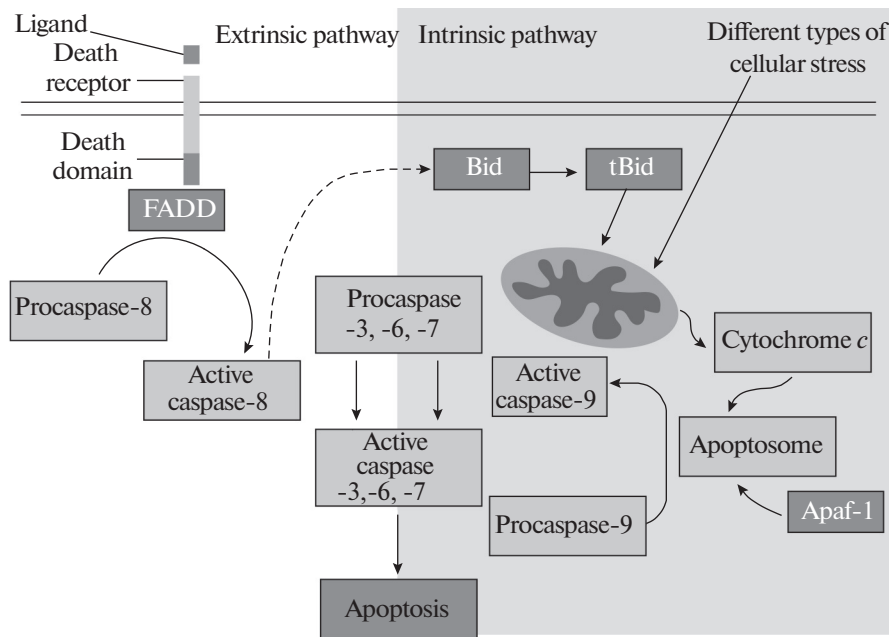 Ligand
Death
receptor
Extrinsic pathway
Intrinsic pathway
Different types of
cellular stress
Death
domain
FADD
Bid
tBid
Procaspase-8
Procaspase
-3, -6, -7
Cytochrome c
Active
caspase-8
Active
caspase-9
Active
caspase
-3,-6, -7
Apoptosome
Procaspase-9
Apaf-1
Apoptosis